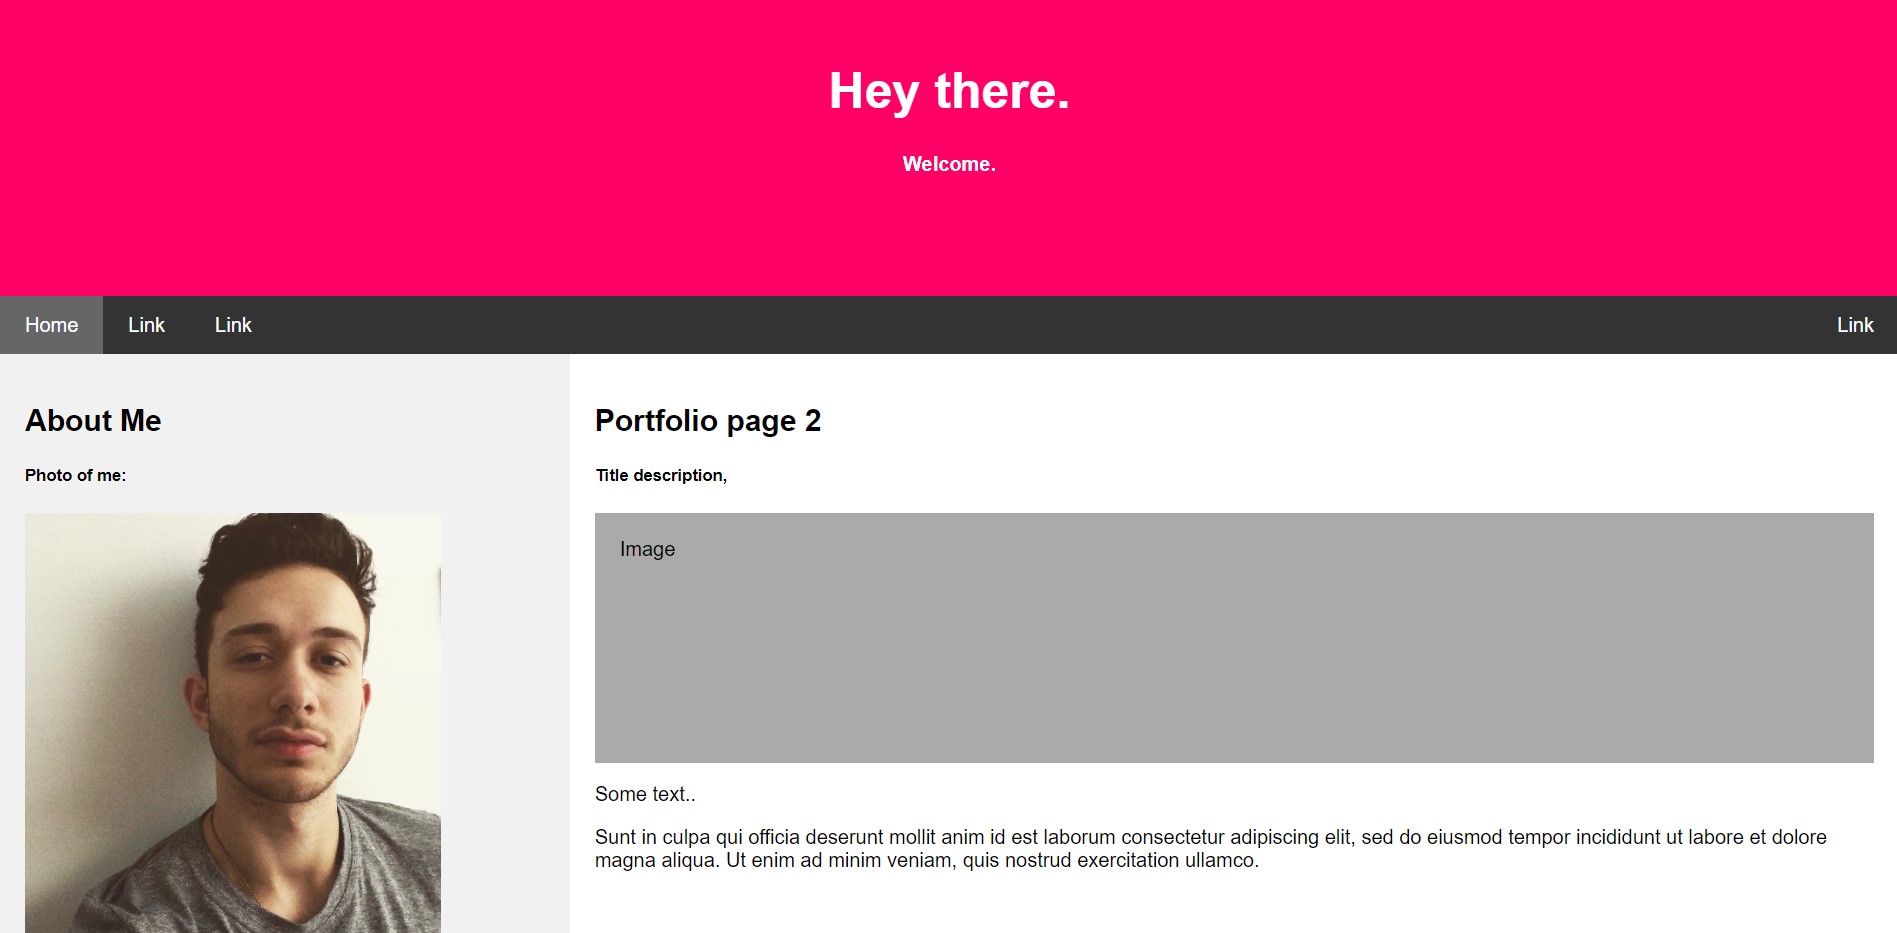 Hey there.
Welcome.
Home Link Link Link
About Me
Photo of me:
Portfolio page 2
Title description,
Image
Some text..
Sunt in culpa qui officia deserunt mollit anim id est laborum consectetur adipiscing elit, sed do eiusmod tempor incididunt ut labore et dolore
magna aliqua. Ut enim ad minim veniam, quis nostrud exercitation ullamco.